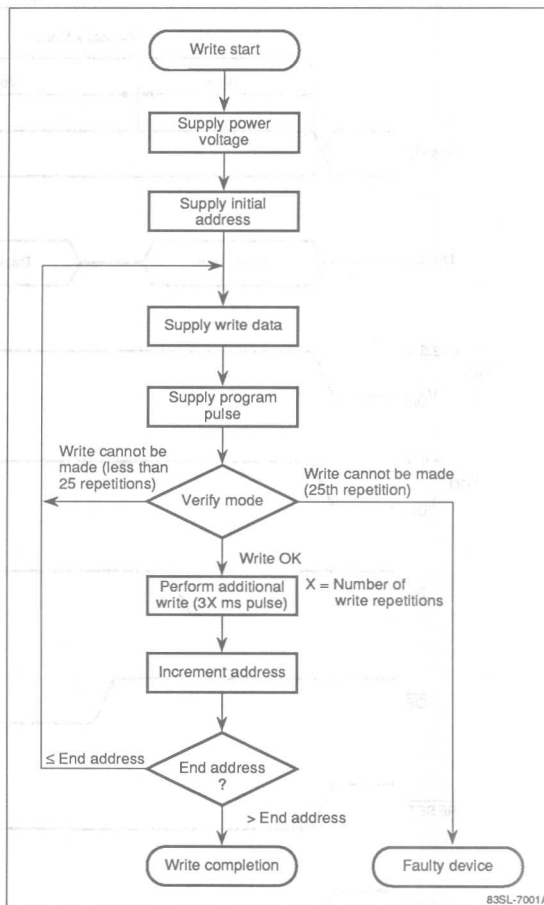 Write start
Supply power
voltage
Supply initial
address
Supply write data
Supply program
pulse
Write cannot be
made (less than
25 repetitions)
Verify mode
Write cannot be made
(25th repetition)
Write OK
Perform additional
write (3X ms pulse)
X = Number of
write repetitions
Increment address
≤ End address
End address
?
> End address
Write completion
Faulty device
83SL-7001A